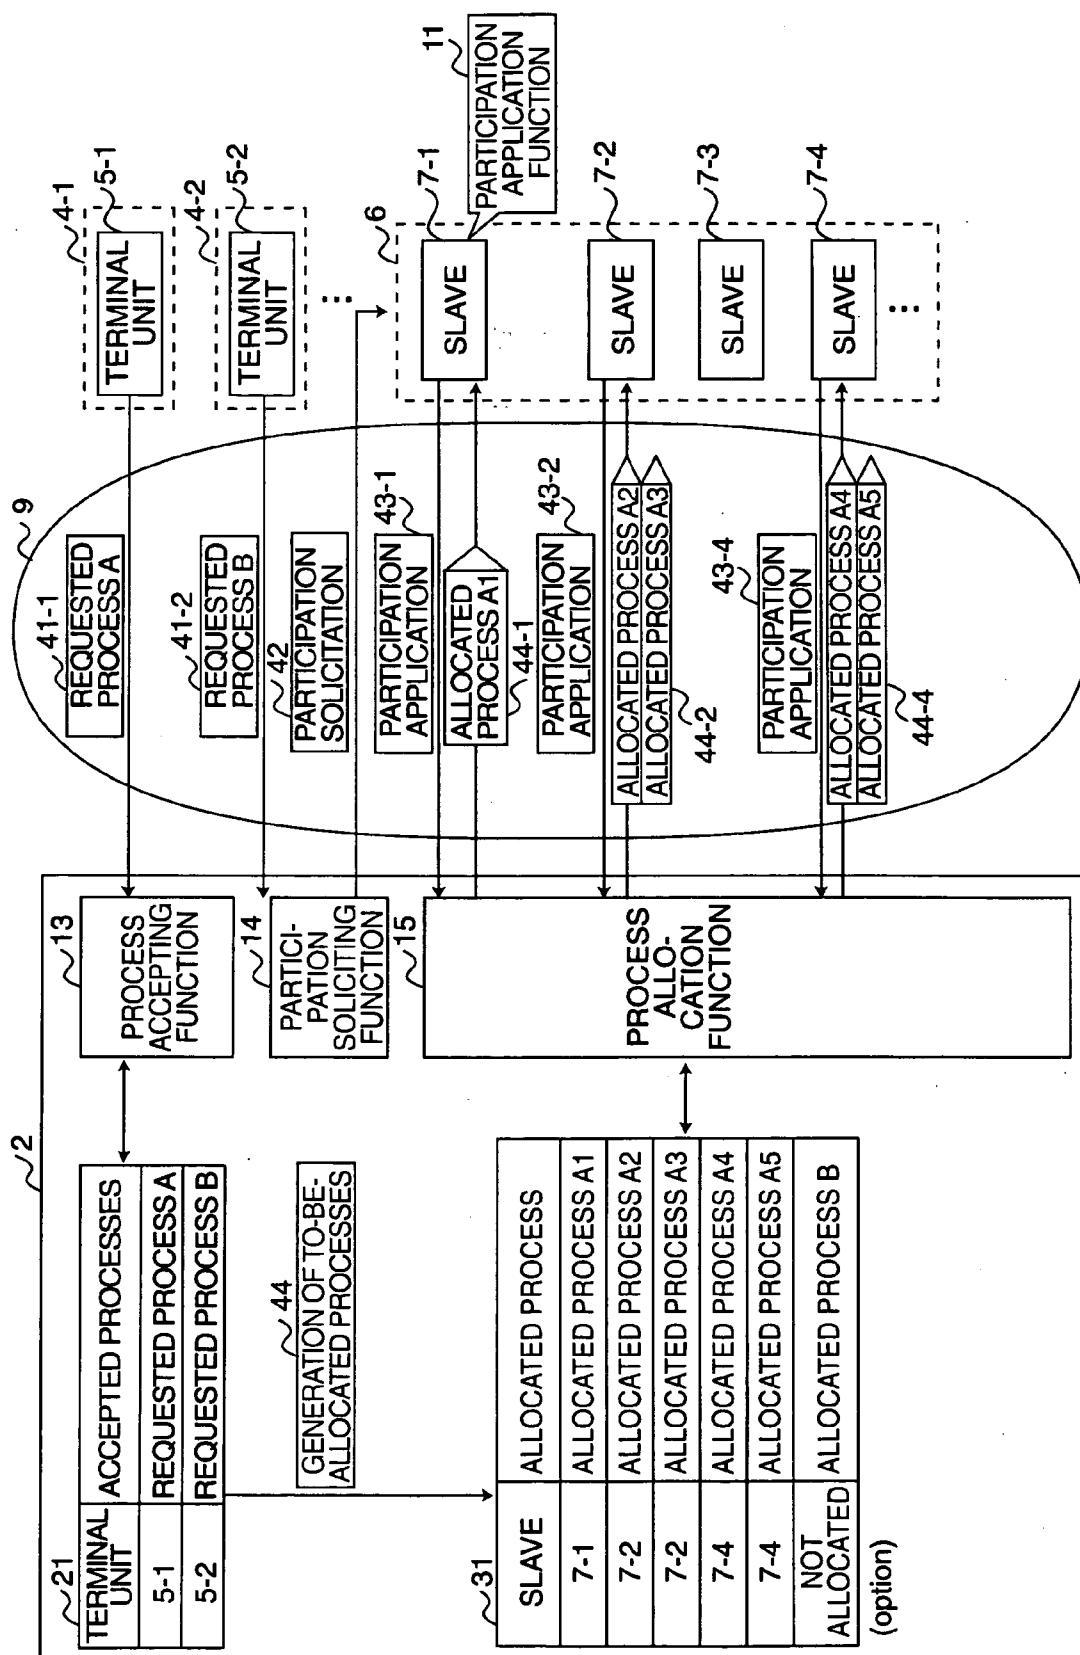 2
21
TERMINAL
UNIT
ACCEPTED PROCESSES
5-1
REQUESTED PROCESS A
5-2
REQUESTED PROCESS B
44
GENERATION OF TO-BE-
ALLOCATED PROCESSES
31
SLAVE
ALLOCATED PROCESS
7-1
ALLOCATED PROCESS A1
7-2
ALLOCATED PROCESS A2
7-2
ALLOCATED PROCESS A3
7-4
ALLOCATED PROCESS A4
7-4
ALLOCATED PROCESS A5
NOT
ALLOCATED
ALLOCATED PROCESS B
(option)
13
PROCESS
ACCEPTING
FUNCTION
14
PARTICI-
PATION
SOLICITING
FUNCTION
15
PROCESS
ALLO-
CATION
FUNCTION
9
41-1
REQUESTED
PROCESS A
41-2
REQUESTED
PROCESS B
42
PARTICIPATION
SOLICITATION
43-1
PARTICIPATION
APPLICATION
ALLOCATED
PROCESS A1
44-1
43-2
PARTICIPATION
APPLICATION
ALLOCATED PROCESS A2
ALLOCATED PROCESS A3
44-2
43-4
PARTICIPATION
APPLICATION
ALLOCATED PROCESS A4
ALLOCATED PROCESS A5
44-4
4-1
5-1
TERMINAL
UNIT
4-2
5-2
TERMINAL
UNIT
...
6
7-1
SLAVE
11
PARTICIPATION
APPLICATION
FUNCTION
7-2
SLAVE
7-3
SLAVE
7-4
SLAVE
...